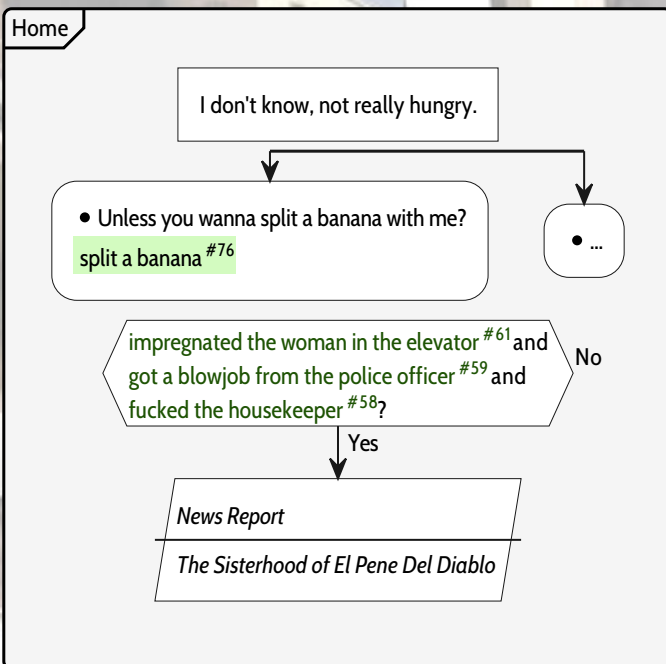 Home
I don't know, not really hungry.
• Unless you wanna split a banana with me?
split a banana #76
• ...
impregnated the woman in the elevator #61 and
got a blowjob from the police officer #59 and
fucked the housekeeper #58?
No
Yes
News Report
The Sisterhood of El Pene Del Diablo